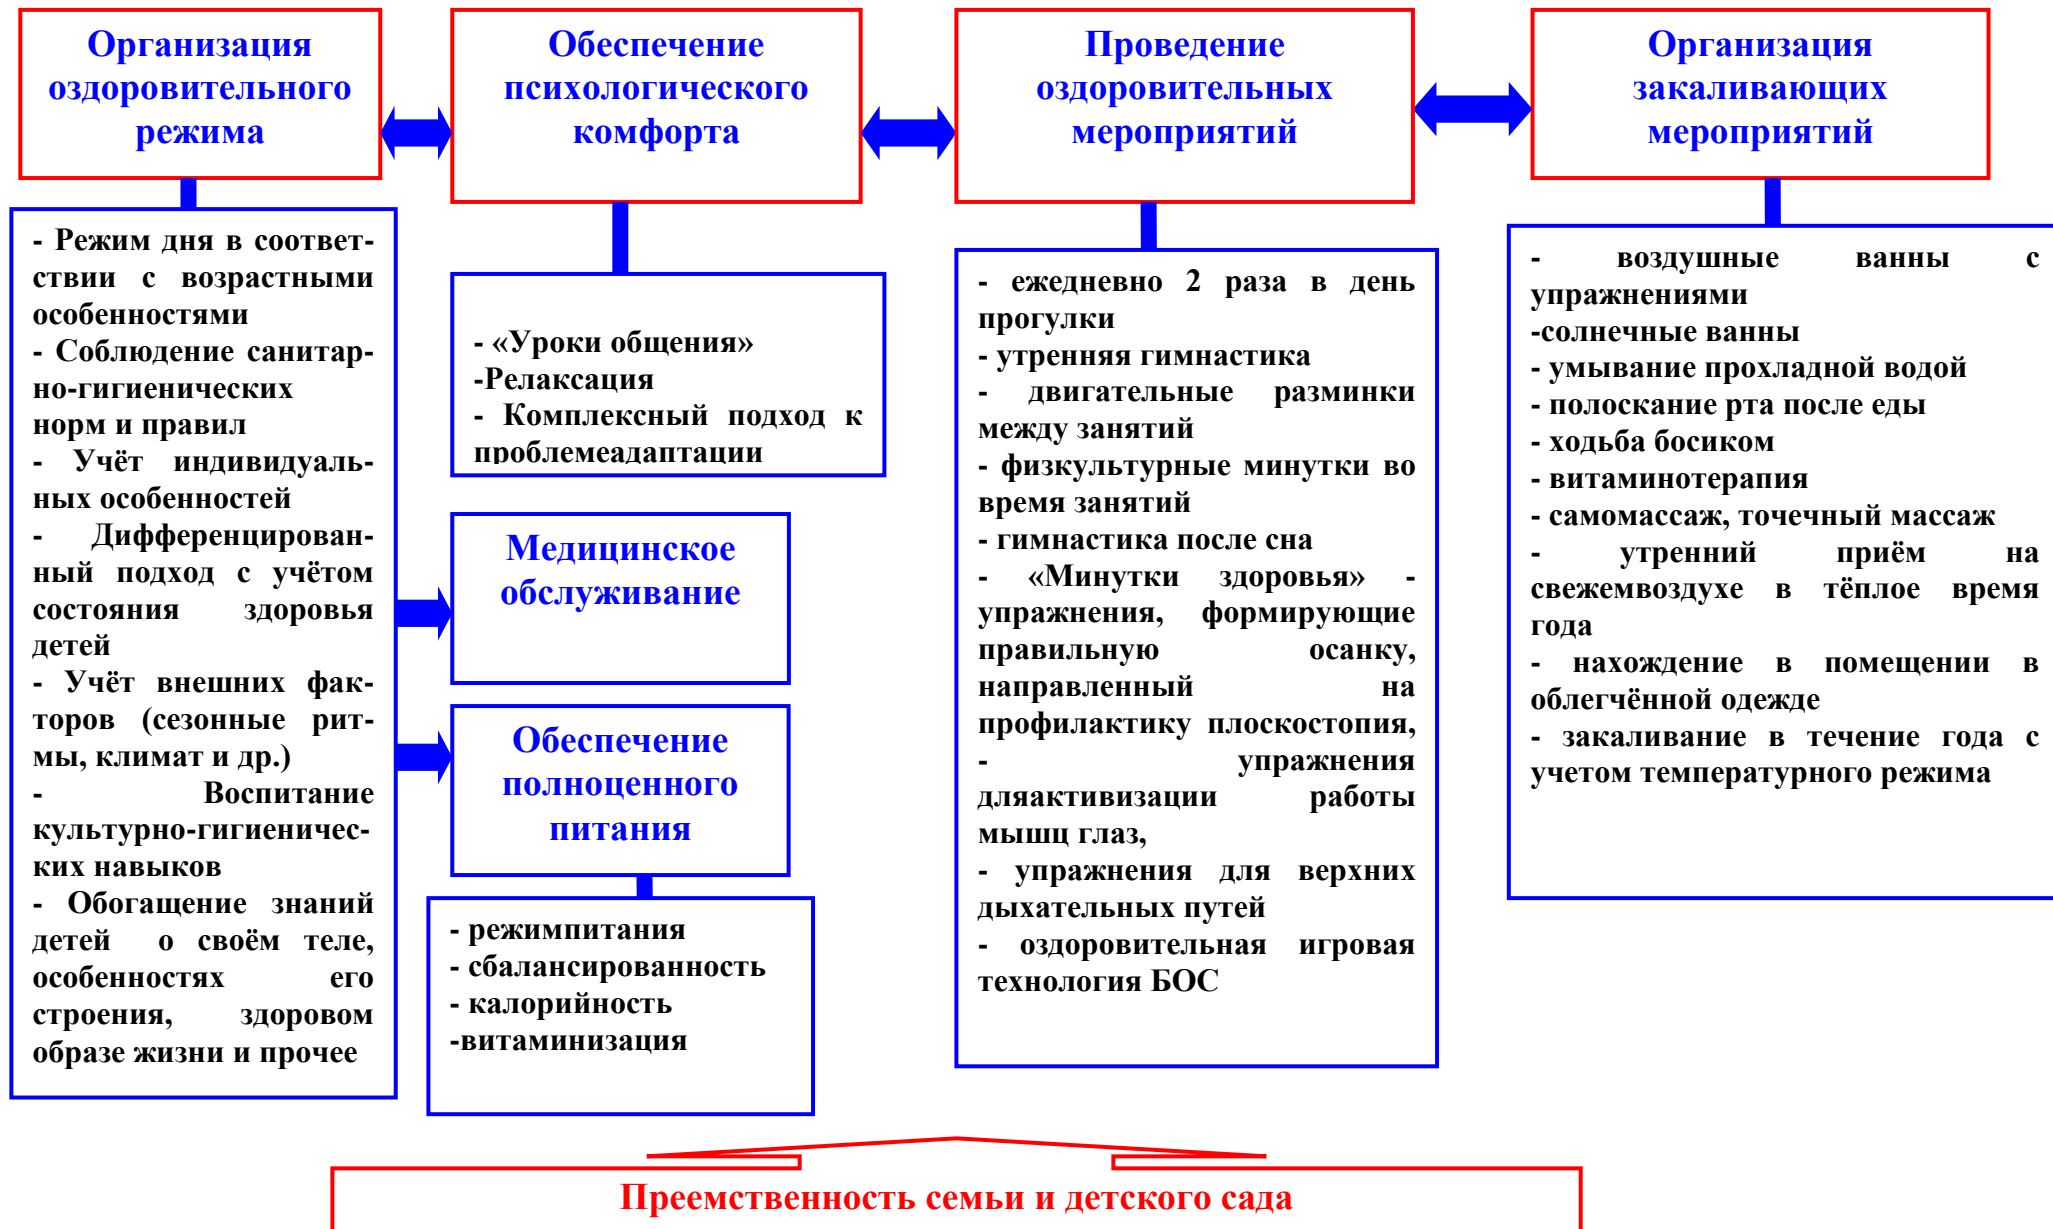 Организация
оздоровительного
режима
Обеспечение
психологического
комфорта
Проведение
оздоровительных
мероприятий
Организация
закаливающих
мероприятий
- Режим дня в соответ-
ствии с возрастными
особенностями
- Соблюдение санитар-
но-гигиенических
норм и правил
- Учёт индивидуаль-
ных особенностей
- Дифференцирован-
ный подход с учётом
состояния здоровья
детей
- Учёт внешних фак-
торов (сезонные рит-
мы, климат и др.)
- Воспитание
культурно-гигиеничес-
ких навыков
- Обогащение знаний
детей о своём теле,
особенностях его
строения, здоровом
образе жизни и прочее
- «Уроки общения»
-Релаксация
- Комплексный подход к
проблемеадаптации
Медицинское
обслуживание
Обеспечение
полноценного
питания
- режимпитания
- сбалансированность
- калорийность
-витаминизация
- ежедневно 2 раза в день
прогулки
- утренняя гимнастика
- двигательные разминки
между занятий
- физкультурные минутки во
время занятий
- гимнастика после сна
- «Минутки здоровья» -
упражнения, формирующие
правильную осанку,
направленный на
профилактику плоскостопия,
- упражнения
дляактивизации работы
мышц глаз,
- упражнения для верхних
дыхательных путей
- оздоровительная игровая
технология БОС
- воздушные ванны с
упражнениями
-солнечные ванны
- умывание прохладной водой
- полоскание рта после еды
- ходьба босиком
- витаминотерапия
- самомассаж, точечный массаж
- утренний приём на
свежемвоздухе в тёплое время
года
- нахождение в помещении в
облегчённой одежде
- закаливание в течение года с
учетом температурного режима
Преемственность семьи и детского сада